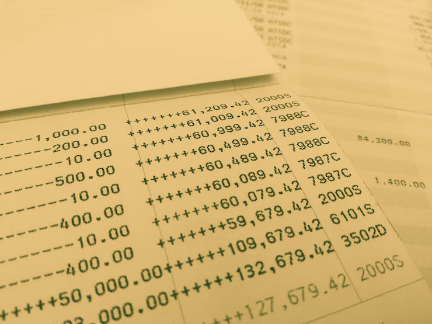 ------1,000.00 ++++++61,209.42 2000S
--------200.00 ++++++61,009.42 2000S
---------10.00 ++++++60,999.42 7988C
--------500.00 ++++++60,499.42 7988C
---------10.00 ++++++60,489.42 7988C
--------400.00 ++++++60,089.42 7987C
---------10.00 ++++++60,079.42 7987C
--------400.00 ++++++59,679.42 2000S
+++++50,000.00+++++109,679.42 6101S
3,000.00+++++132,679.42 3502D
+++++127,679.42 2000S
84,200.00
1,400.00